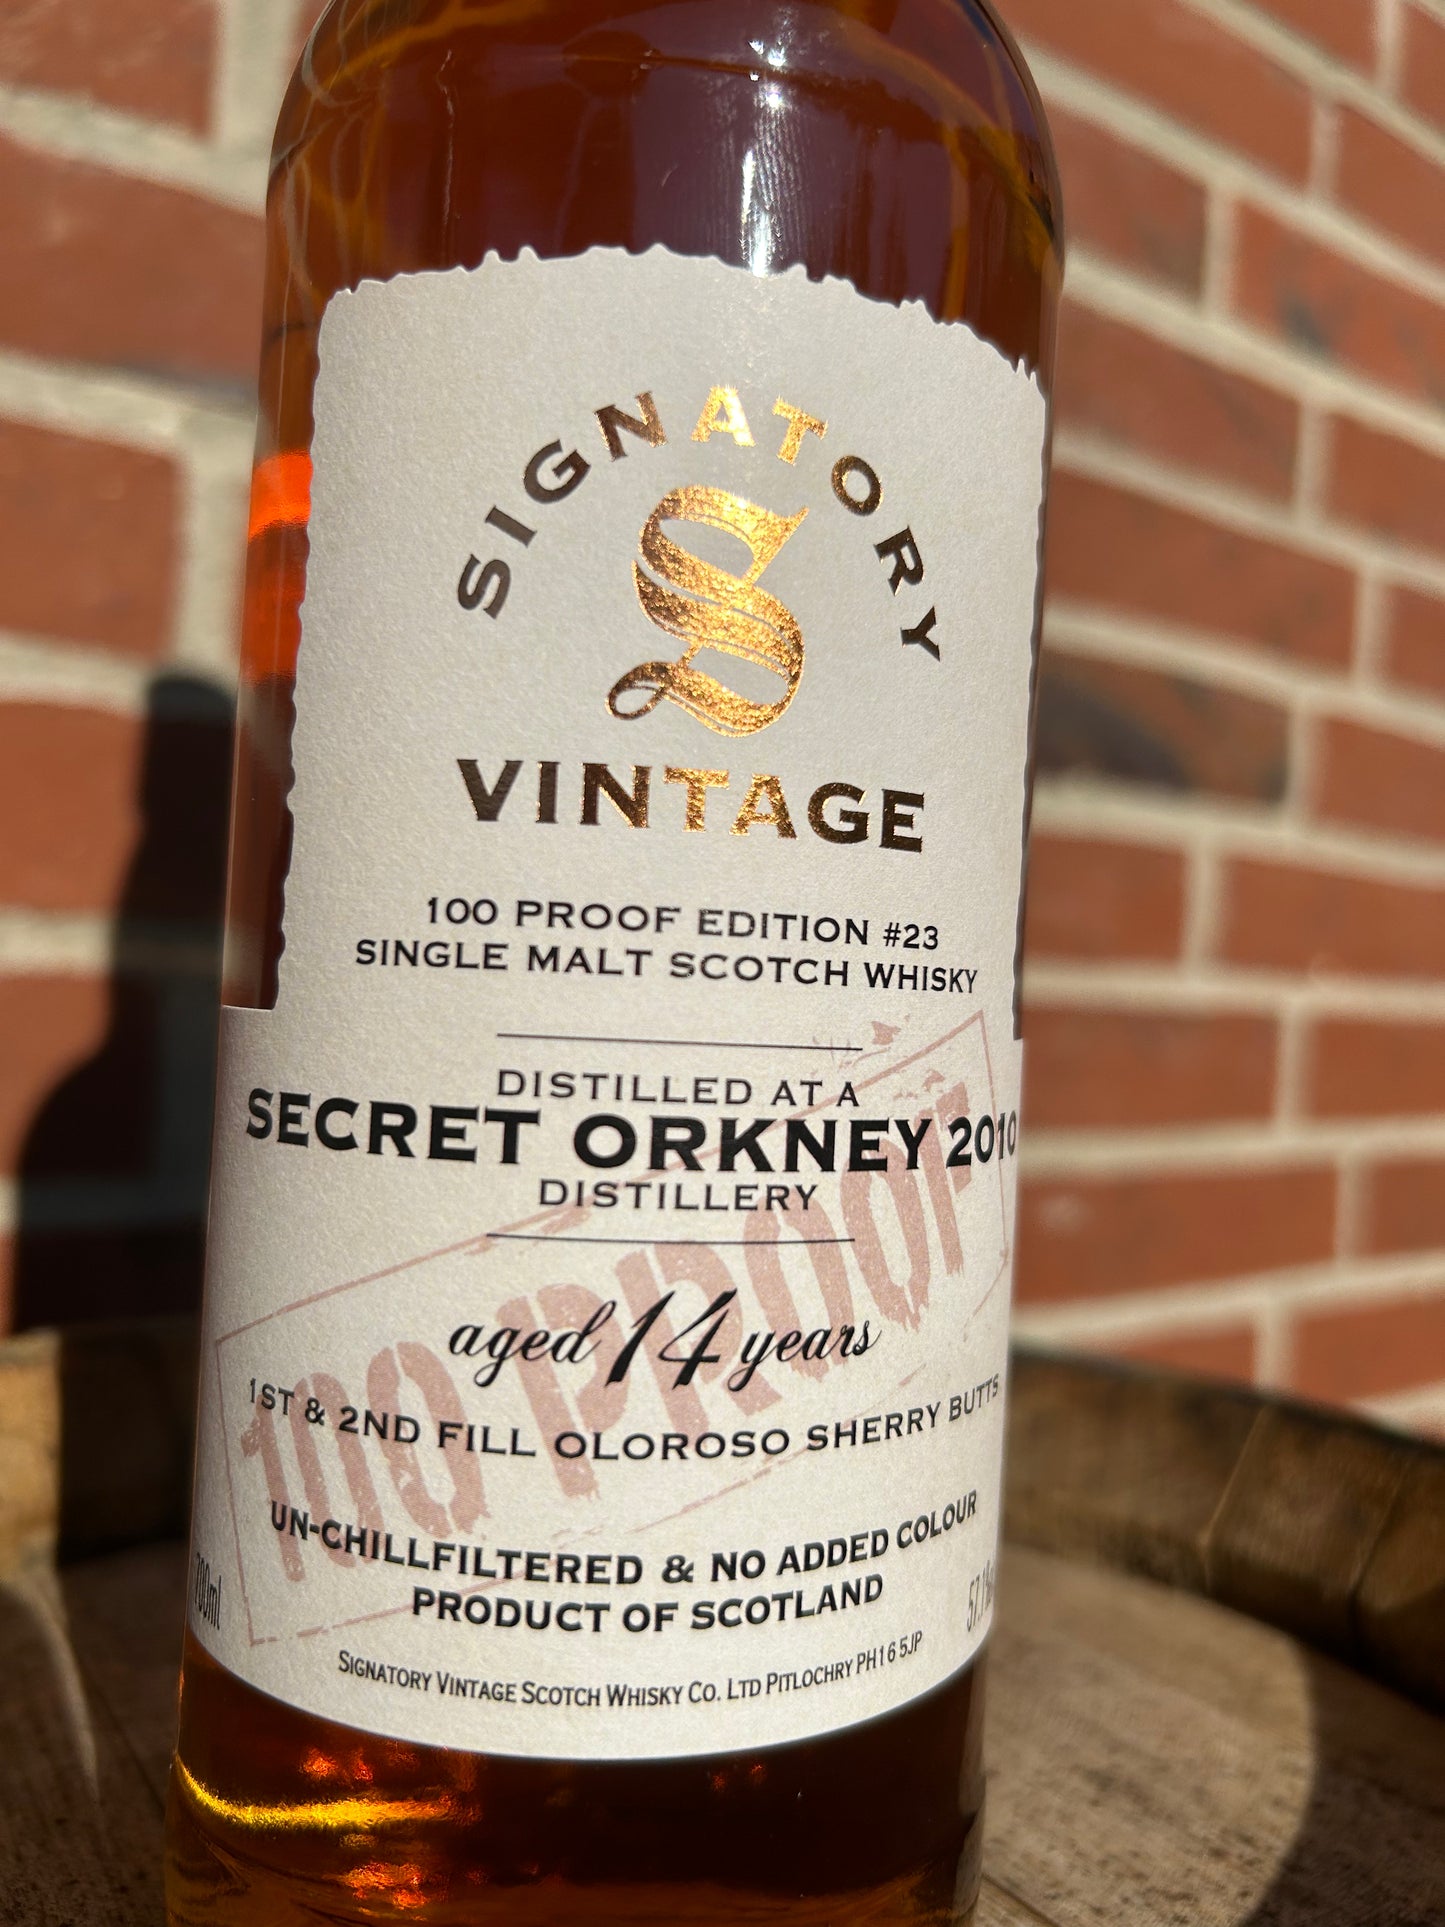 SIGNATORY
S
VINTAGE
100 PROOF EDITION #23
SINGLE MALT SCOTCH WHISKY
DISTILLED AT A
SECRET ORKNEY 2010
DISTILLERY
aged 14 years
1ST & 2ND FILL OLOROSO SHERRY BUTTS
100 PROOF
UN-CHILLFILTERED & NO ADDED COLOUR
PRODUCT OF SCOTLAND
700ml
57.1%
SIGNATORY VINTAGE SCOTCH WHISKY CO. LTD PITLOCHRY PH16 5JP